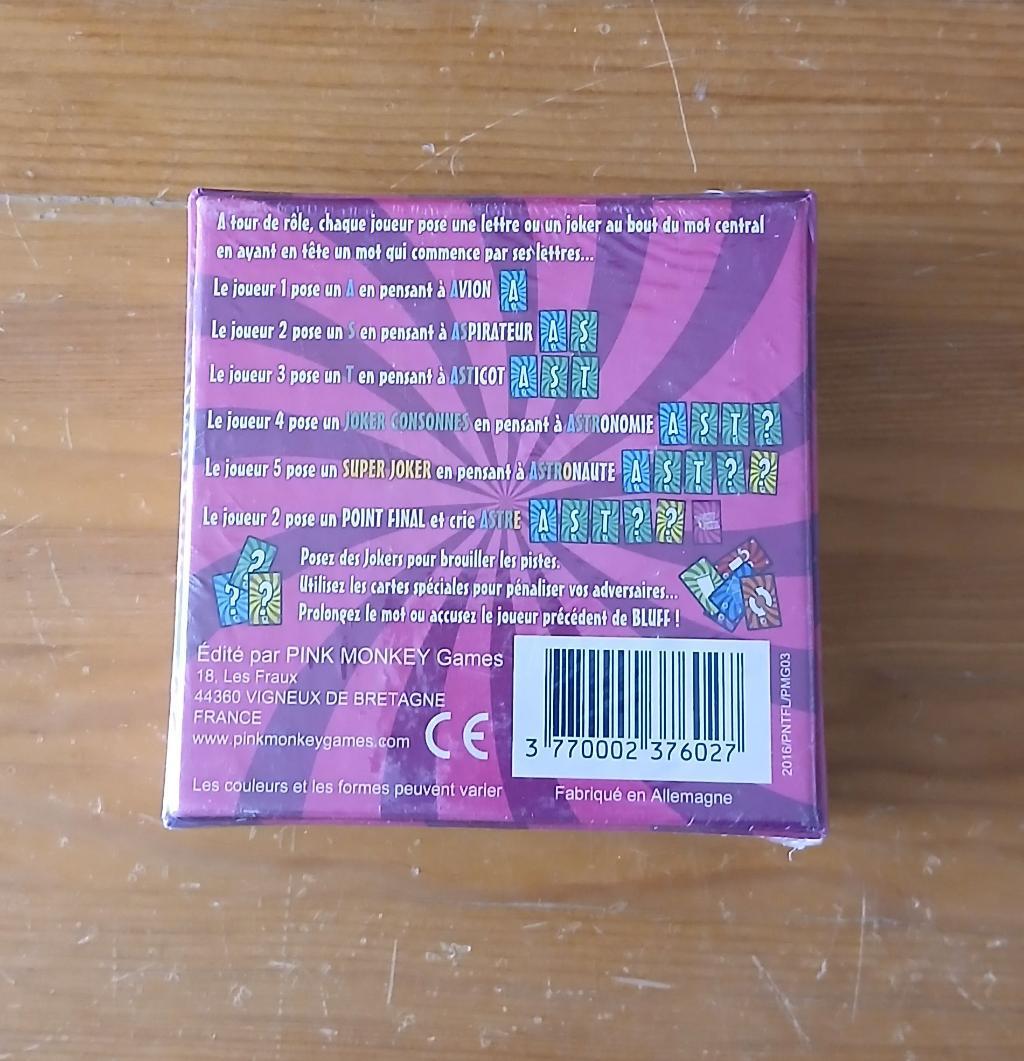 A tour de rôle, chaque joueur pose une lettre ou un joker au bout du mot central
en ayant en tête un mot qui commence par ses lettres...
Le joueur 1 pose un A en pensant à AVION A
Le joueur 2 pose un S en pensant à ASPIRATEUR A S
Le joueur 3 pose un T en pensant à ASTICOT A S T
Le joueur 4 pose un JOKER CONSONNES en pensant à ASTRONOMIE A S T ?
Le joueur 5 pose un SUPER JOKER en pensant à ASTRONAUTE A S T ? ?
Le joueur 2 pose un POINT FINAL et crie ASTRE A S T ? ?
? ? ?
Posez des Jokers pour brouiller les pistes.
Utilisez les cartes spéciales pour pénaliser vos adversaires...
Prolongez le mot ou accusez le joueur précédent de BLUFF !
Édité par PINK MONKEY Games
18, Les Fraux
44360 VIGNEUX DE BRETAGNE
FRANCE
www.pinkmonkeygames.com
CE
Les couleurs et les formes peuvent varier
3 770002 376027
Fabriqué en Allemagne
2016/PNTFL/PMG03